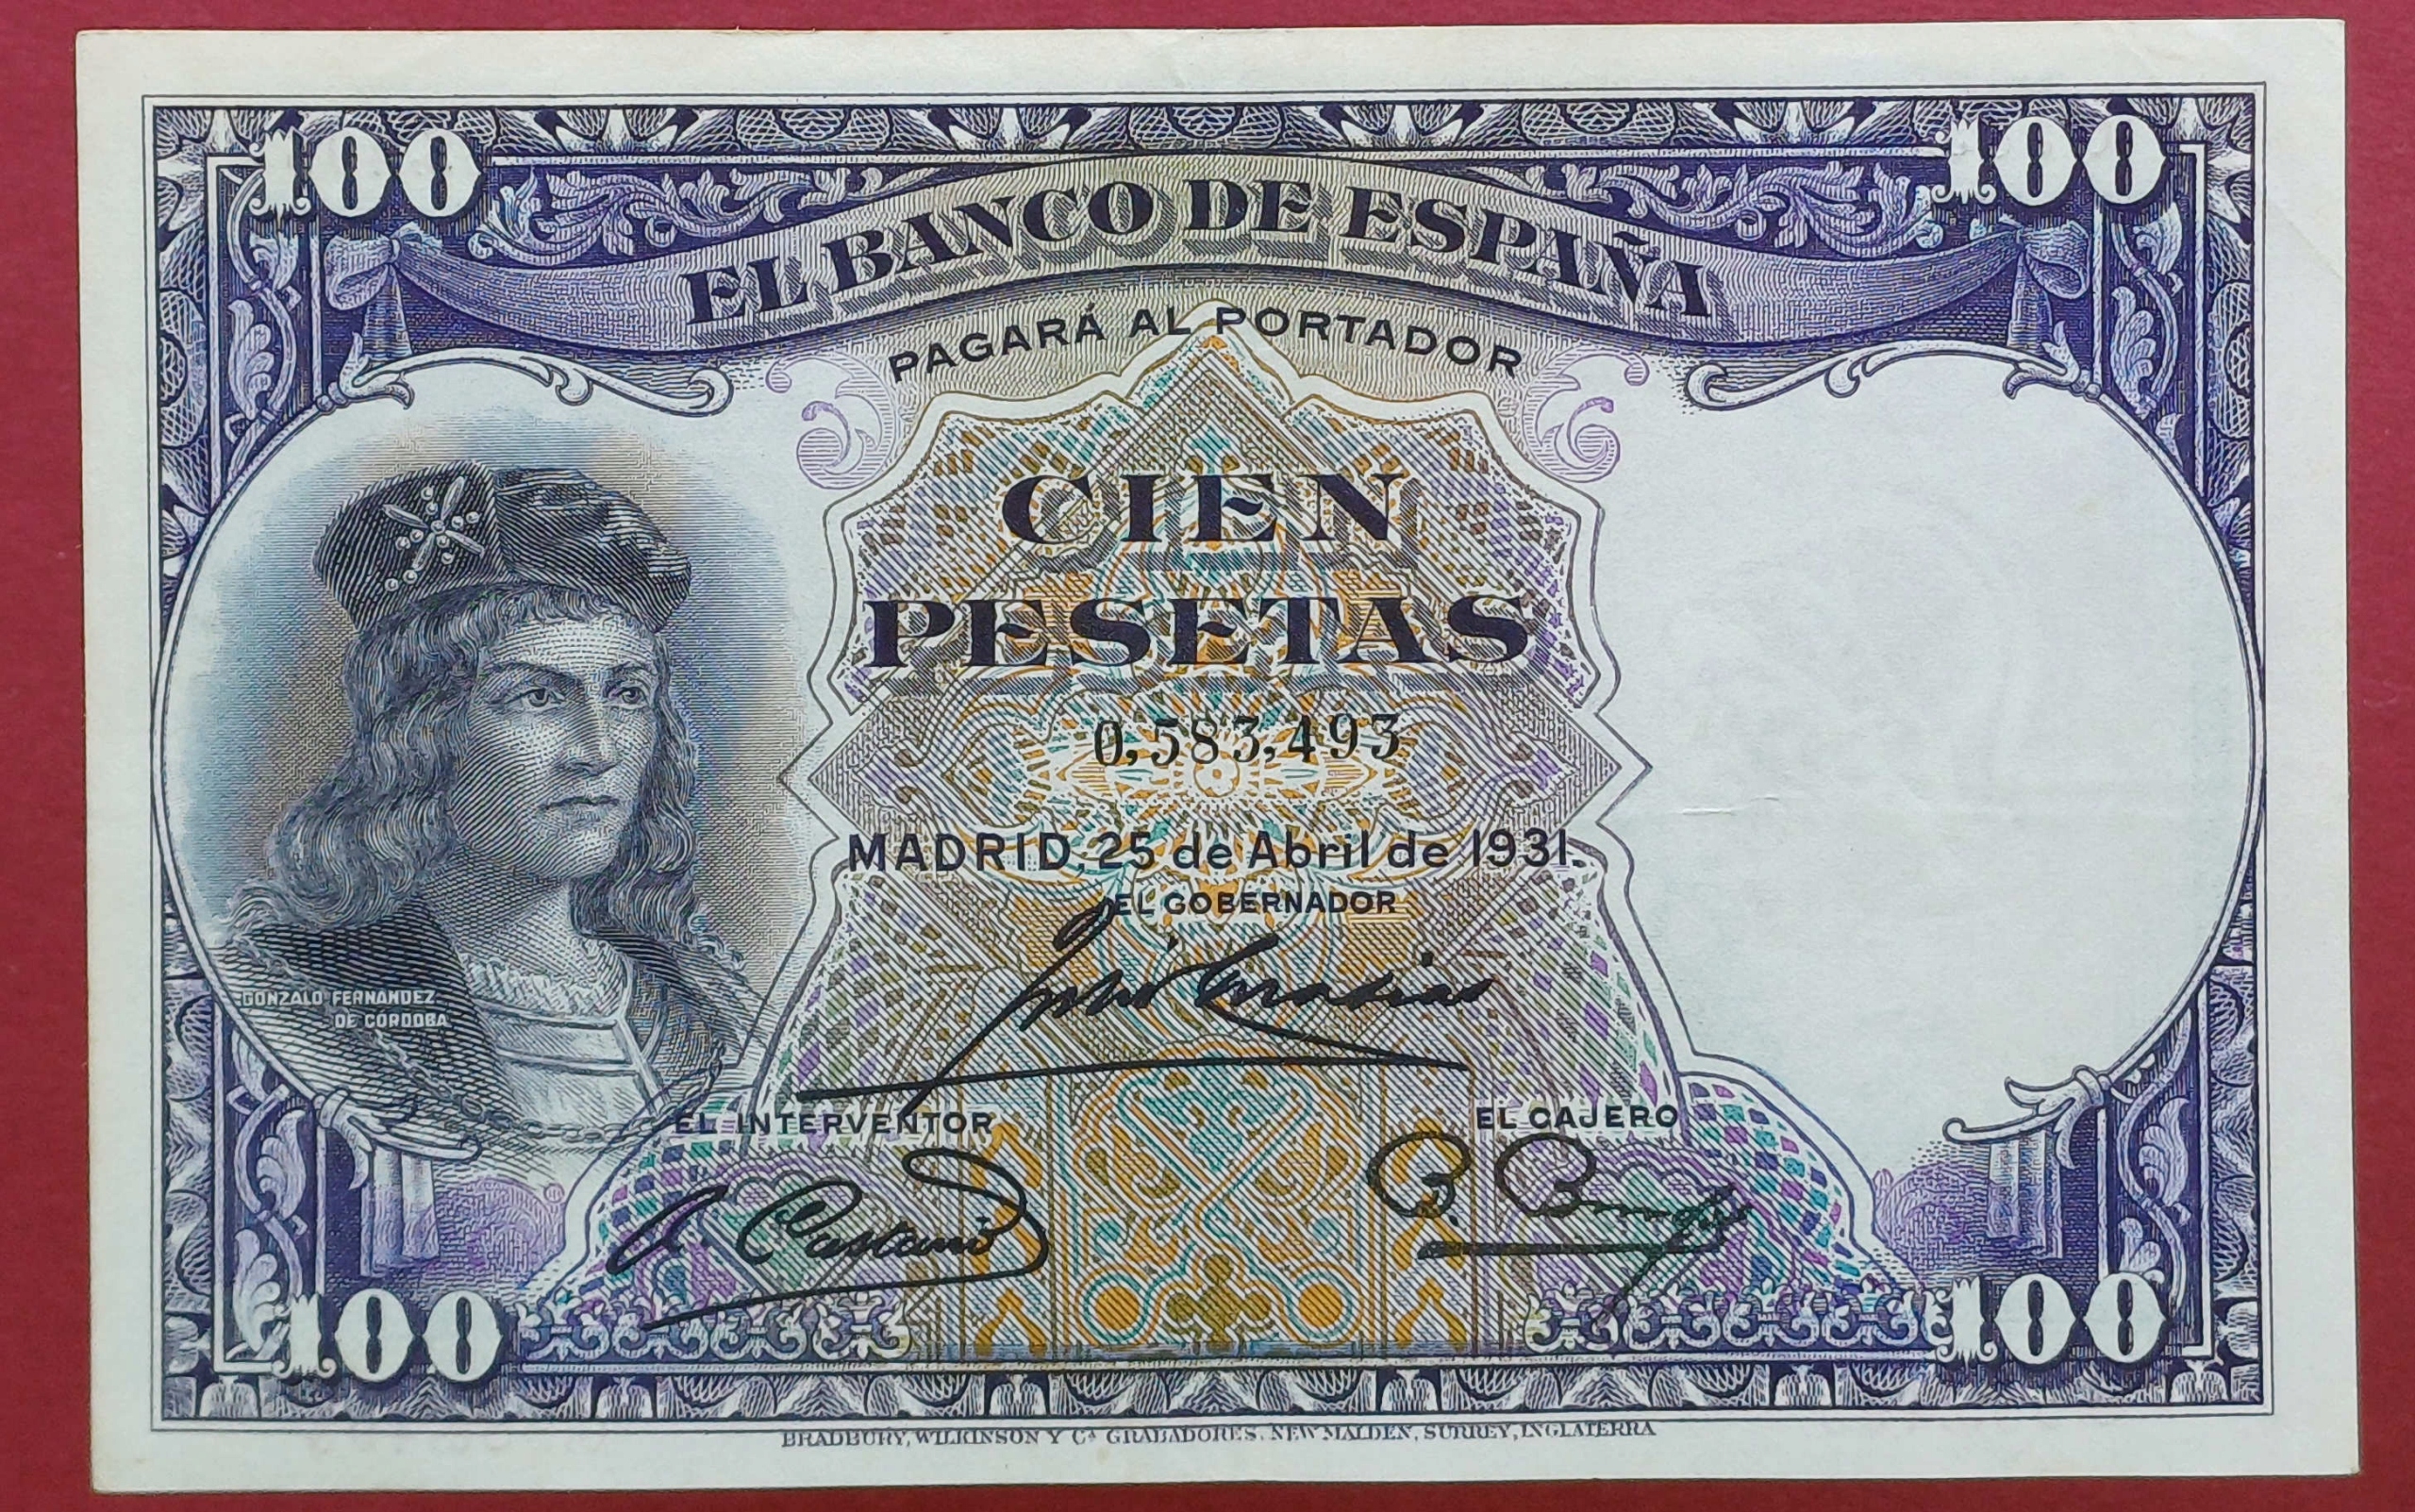 100 100
EL BANCO DE ESPAÑA
PAGARÁ AL PORTADOR
CIEN
PESETAS
0,583,493
MADRID, 25 de Abril de 1931.
EL GOBERNADOR
GONZALO FERNANDEZ
DE CORDOBA
EL INTERVENTOR
EL CAJERO
100 100
BRADBURY, WILKINSON Y Cª GRABADORES, NEW MALDEN, SURREY, INGLATERRA